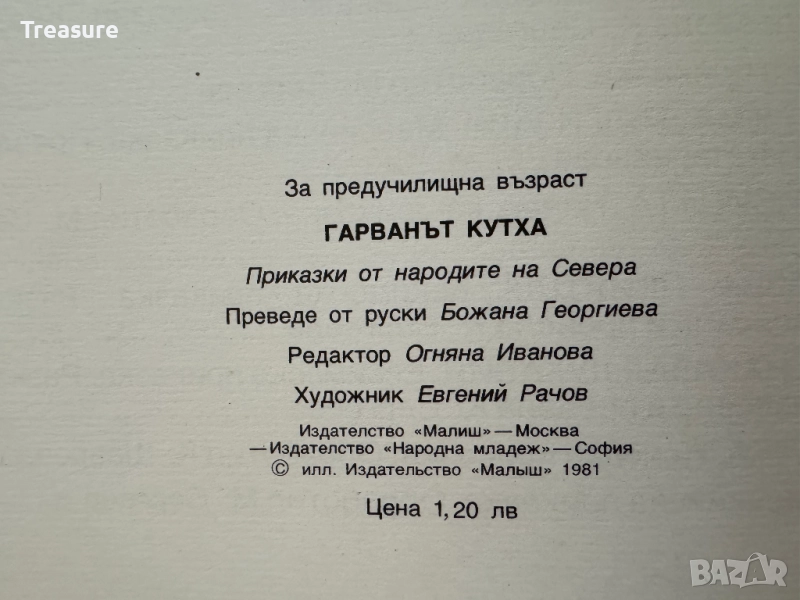 Treasure
За предучилищна възраст
ГАРВАНЪТ КУТХА
Приказки от народите на Севера
Преведе от руски Божана Георгиева
Редактор Огняна Иванова
Художник Евгений Рачов
Издателство «Малиш» — Москва
—Издателство «Народна младеж» — София
© илл. Издательство «Малыш» 1981
Цена 1,20 лв
BAZAR